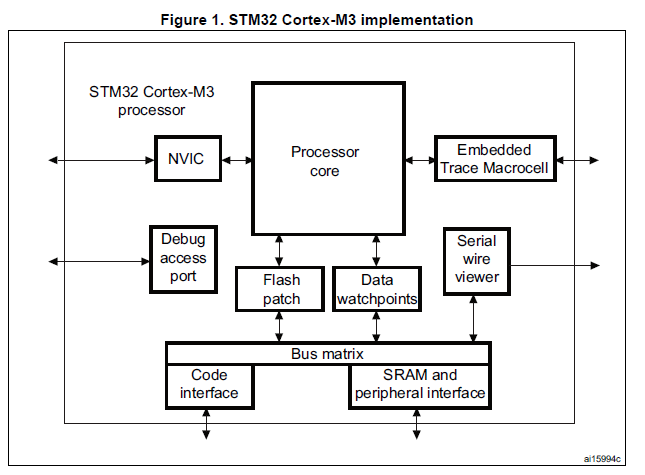 Figure 1. STM32 Cortex-M3 implementation
STM32 Cortex-M3
processor
NVIC
Processor
core
Embedded
Trace Macrocell
Debug
access
port
Serial
wire
viewer
Flash
patch
Data
watchpoints
Bus matrix
Code
interface
SRAM and
peripheral interface
ai15994c